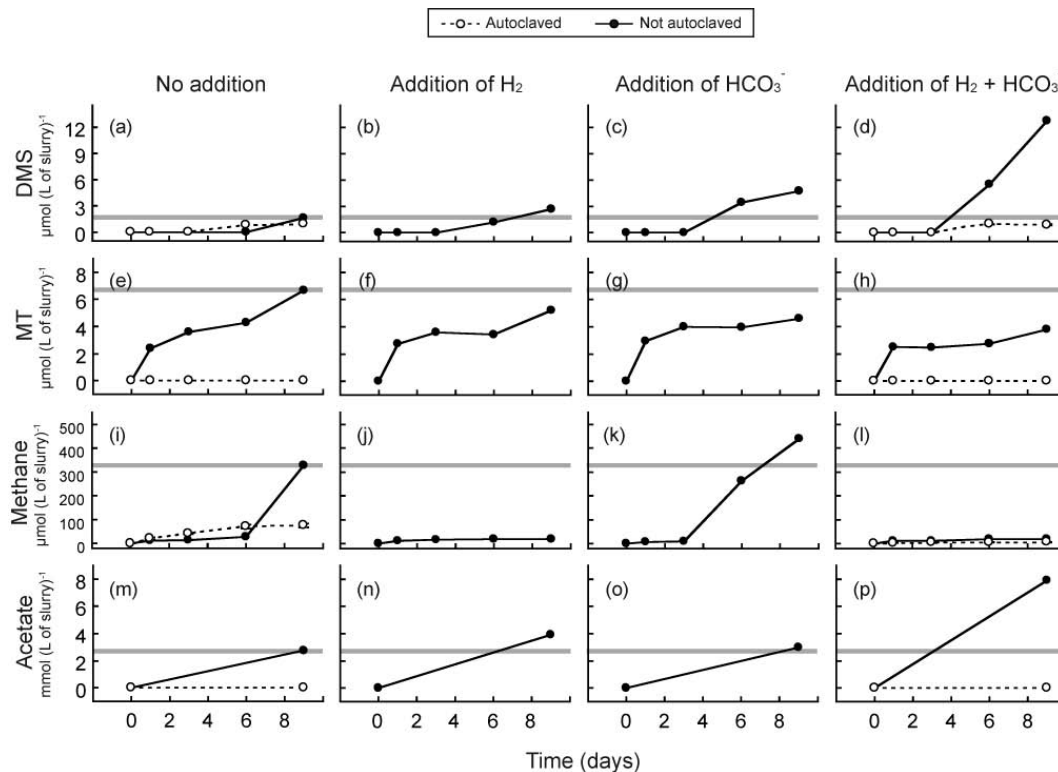 Autoclaved Not autoclaved
No addition Addition of H2 Addition of HCO3- Addition of H2 + HCO3
DMS
µmol (L of slurry)-1
12
9
6
3
0
(a) (b) (c) (d)
MT
µmol (L of slurry)-1
8
6
4
2
0
(e) (f) (g) (h)
Methane
µmol (L of slurry)-1
500
400
300
200
100
0
(i) (j) (k) (l)
Acetate
mmol (L of slurry)-1
8
6
4
2
0
(m) (n) (o) (p)
0 2 4 6 8 0 2 4 6 8 0 2 4 6 8 0 2 4 6 8
Time (days)